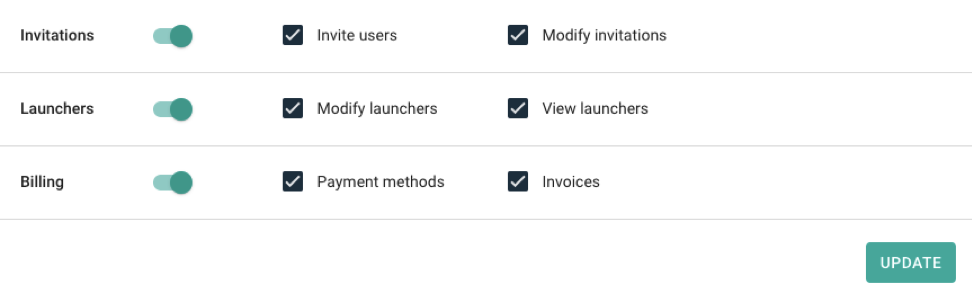 Invitations Invite users Modify invitations
Launchers Modify launchers View launchers
Billing Payment methods Invoices
UPDATE